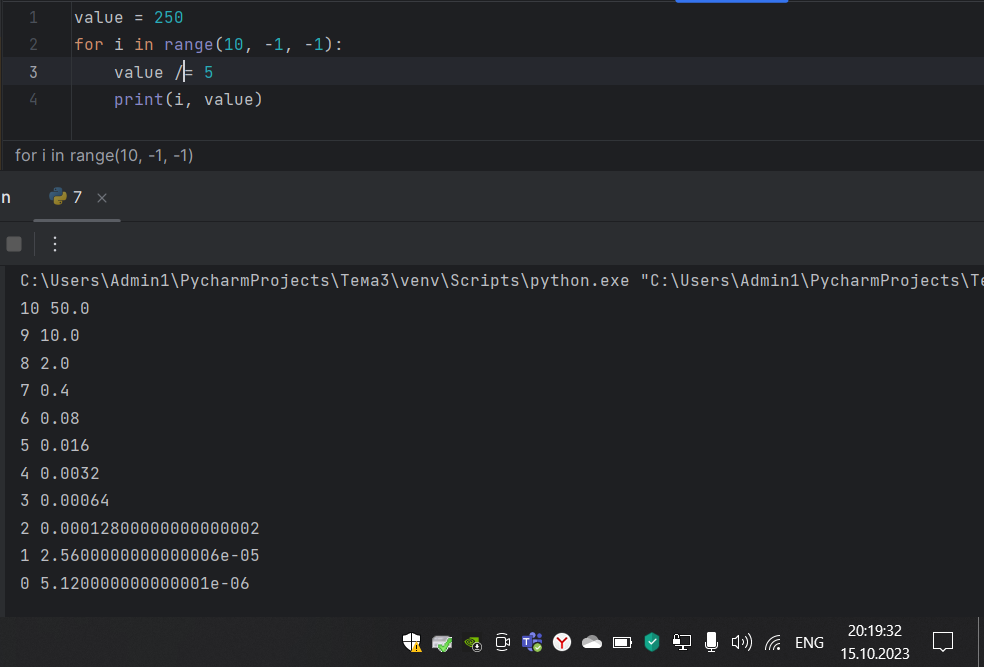 1 value = 250
2 for i in range(10, -1, -1):
3     value /= 5
4     print(i, value)
for i in range(10, -1, -1)
n 7 ×
C:\Users\Admin1\PycharmProjects\Тема3\venv\Scripts\python.exe "C:\Users\Admin1\PycharmProjects\Те
10 50.0
9 10.0
8 2.0
7 0.4
6 0.08
5 0.016
4 0.0032
3 0.00064
2 0.00012800000000000002
1 2.5600000000000006e-05
0 5.120000000000001e-06
ENG 20:19:32
15.10.2023